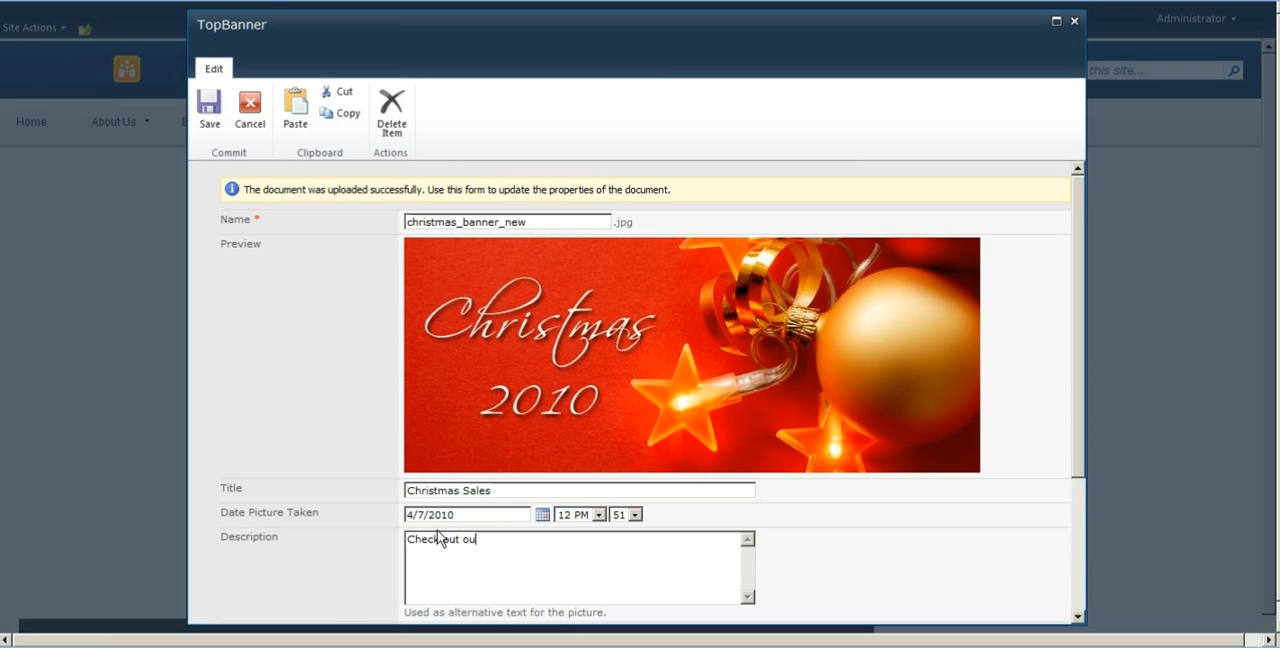 TopBanner
Site Actions
Administrator
Edit
this site...
Save
Cancel
Paste
Cut
Copy
Delete
Item
Home
About Us
Commit
Clipboard
Actions
The document was uploaded successfully. Use this form to update the properties of the document.
Name *
christmas_banner_new
.jpg
Preview
Christmas
2010
Title
Christmas Sales
Date Picture Taken
4/7/2010
12 PM
51
Description
Check out ou
Used as alternative text for the picture.